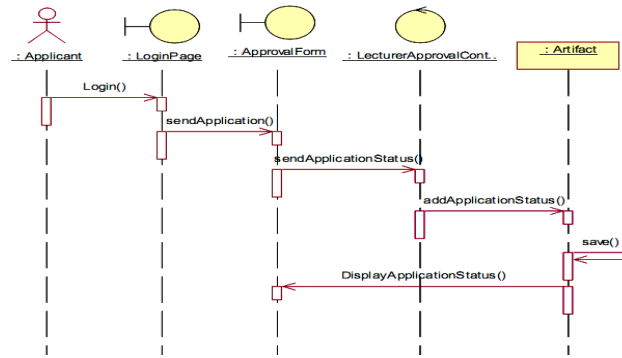 : Applicant
: LoginPage
: ApprovalForm
: LecturerApprovalCont..
: Artifact
Login()
sendApplication()
sendApplicationStatus()
addApplicationStatus()
save()
DisplayApplicationStatus()